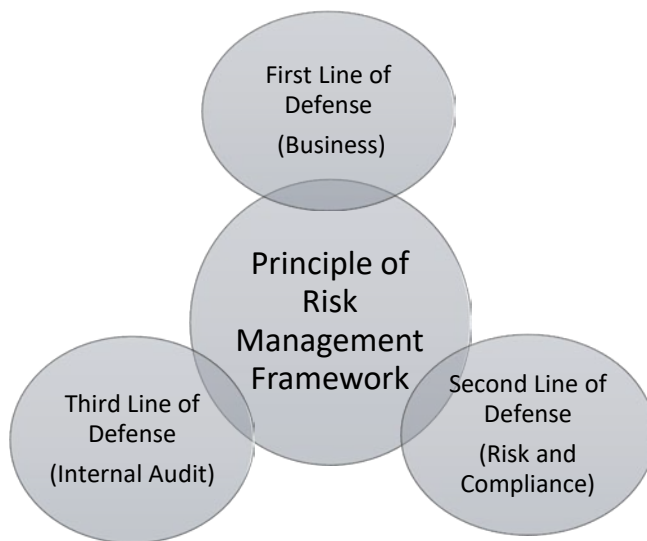 First Line of
Defense
(Business)
Principle of
Risk
Management
Framework
Second Line of
Defense
(Risk and
Compliance)
Third Line of
Defense
(Internal Audit)